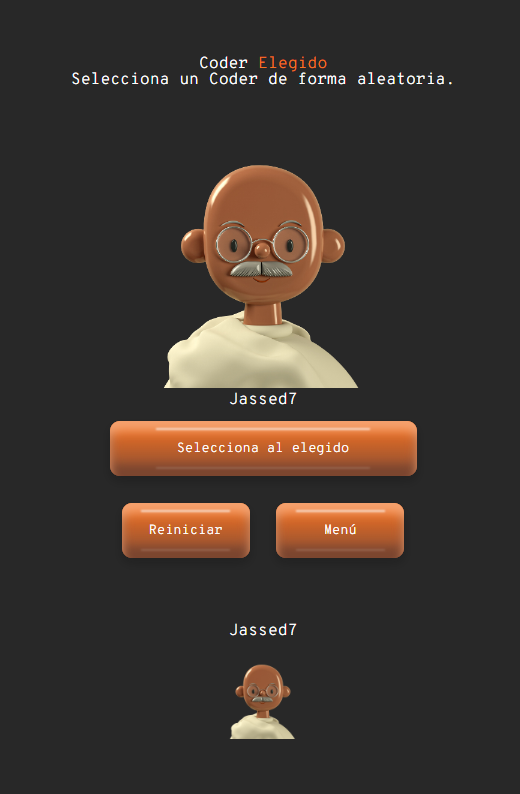 Coder Elegido
Selecciona un Coder de forma aleatoria.
Jassed7
Selecciona al elegido
Reiniciar
Menú
Jassed7